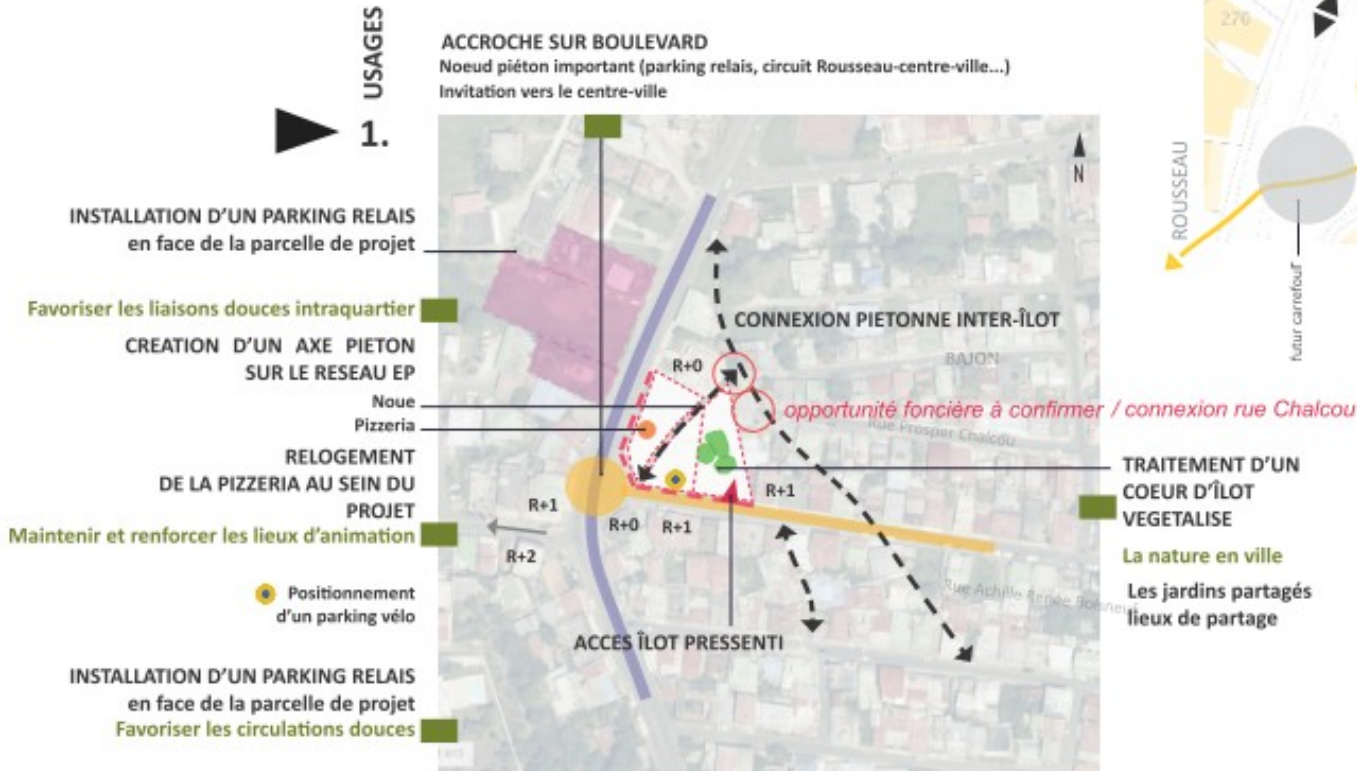 USAGES
1.
ACCROCHE SUR BOULEVARD
Noeud piéton important (parking relais, circuit Rousseau-centre-ville...)
Invitation vers le centre-ville
276
ROUSSEAU
futur carrefour
N
INSTALLATION D'UN PARKING RELAIS
en face de la parcelle de projet
Favoriser les liaisons douces intraquartier
CREATION D'UN AXE PIETON
SUR LE RESEAU EP
Noue
Pizzeria
RELOGEMENT
DE LA PIZZERIA AU SEIN DU
PROJET
Maintenir et renforcer les lieux d'animation
Positionnement
d'un parking vélo
INSTALLATION D'UN PARKING RELAIS
en face de la parcelle de projet
Favoriser les circulations douces
CONNEXION PIETONNE INTER-ÎLOT
BAJON
R+0
opportunité foncière à confirmer / connexion rue Chalcou
Rue Prosper Chalcou
R+1
R+1
R+0
R+1
R+2
Rue Achille Renée Boisneuf
ACCES ÎLOT PRESSENTI
TRAITEMENT D'UN
COEUR D'ÎLOT
VEGETALISE
La nature en ville
Les jardins partagés
lieux de partage